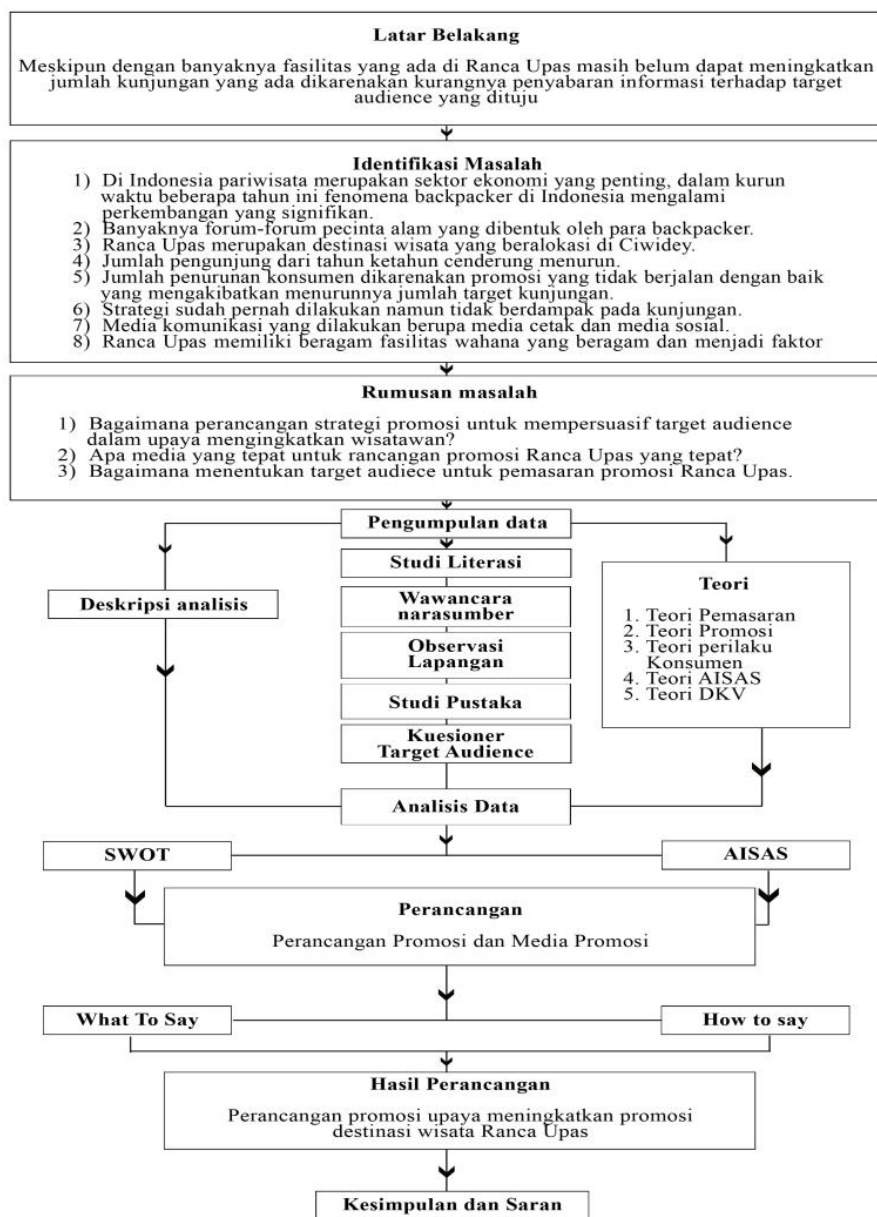 Latar Belakang
Meskipun dengan banyaknya fasilitas yang ada di Ranca Upas masih belum dapat meningkatkan
jumlah kunjungan yang ada dikarenakan kurangnya penyabaran informasi terhadap target
audience yang dituju
Identifikasi Masalah
1) Di Indonesia pariwisata merupakan sektor ekonomi yang penting, dalam kurun
waktu beberapa tahun ini fenomena backpacker di Indonesia mengalami
perkembangan yang signifikan.
2) Banyaknya forum-forum pecinta alam yang dibentuk oleh para backpacker.
3) Ranca Upas merupakan destinasi wisata yang beralokasi di Ciwidey.
4) Jumlah pengunjung dari tahun ketahun cenderung menurun.
5) Jumlah penurunan konsumen dikarenakan promosi yang tidak berjalan dengan baik
yang mengakibatkan menurunnya jumlah target kunjungan.
6) Strategi sudah pernah dilakukan namun tidak berdampak pada kunjungan.
7) Media komunikasi yang dilakukan berupa media cetak dan media sosial.
8) Ranca Upas memiliki beragam fasilitas wahana yang beragam dan menjadi faktor
Rumusan masalah
1) Bagaimana perancangan strategi promosi untuk mempersuasif target audience
dalam upaya mengingkatkan wisatawan?
2) Apa media yang tepat untuk rancangan promosi Ranca Upas yang tepat?
3) Bagaimana menentukan target audiece untuk pemasaran promosi Ranca Upas.
Pengumpulan data
Deskripsi analisis
Studi Literasi
Wawancara
narasumber
Observasi
Lapangan
Studi Pustaka
Kuesioner
Target Audience
Teori
1. Teori Pemasaran
2. Teori Promosi
3. Teori perilaku
Konsumen
4. Teori AISAS
5. Teori DKV
Analisis Data
SWOT
AISAS
Perancangan
Perancangan Promosi dan Media Promosi
What To Say
How to say
Hasil Perancangan
Perancangan promosi upaya meningkatkan promosi
destinasi wisata Ranca Upas
Kesimpulan dan Saran